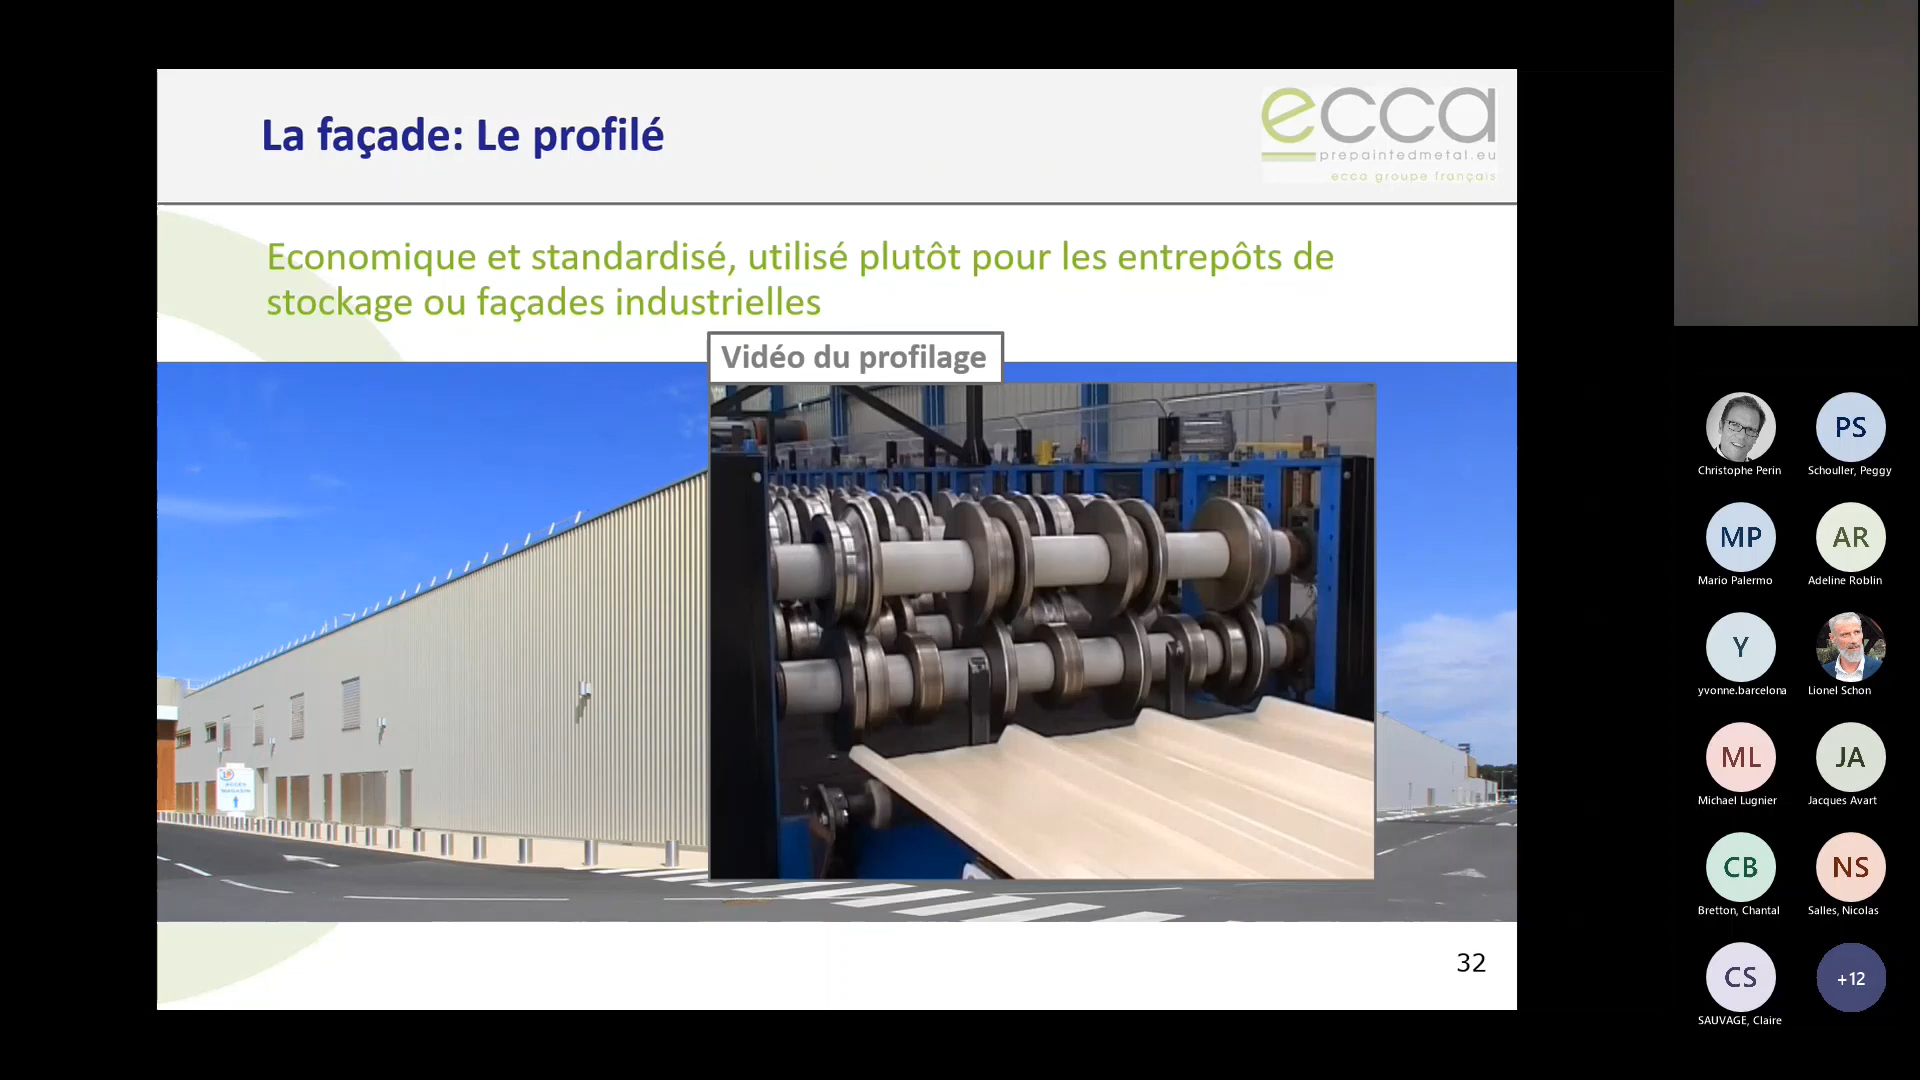 La façade: Le profilé
ecca
prepaintedmetal.eu
ecca groupe français
Economique et standardisé, utilisé plutôt pour les entrepôts de
stockage ou façades industrielles
Vidéo du profilage
32
Christophe Perin
PS
Schouller, Peggy
MP
Mario Palermo
AR
Adeline Roblin
Y
yvonne.barcelona
Lionel Schon
ML
Michael Lugnier
JA
Jacques Avart
CB
Bretton, Chantal
NS
Salles, Nicolas
CS
SAUVAGE, Claire
+12